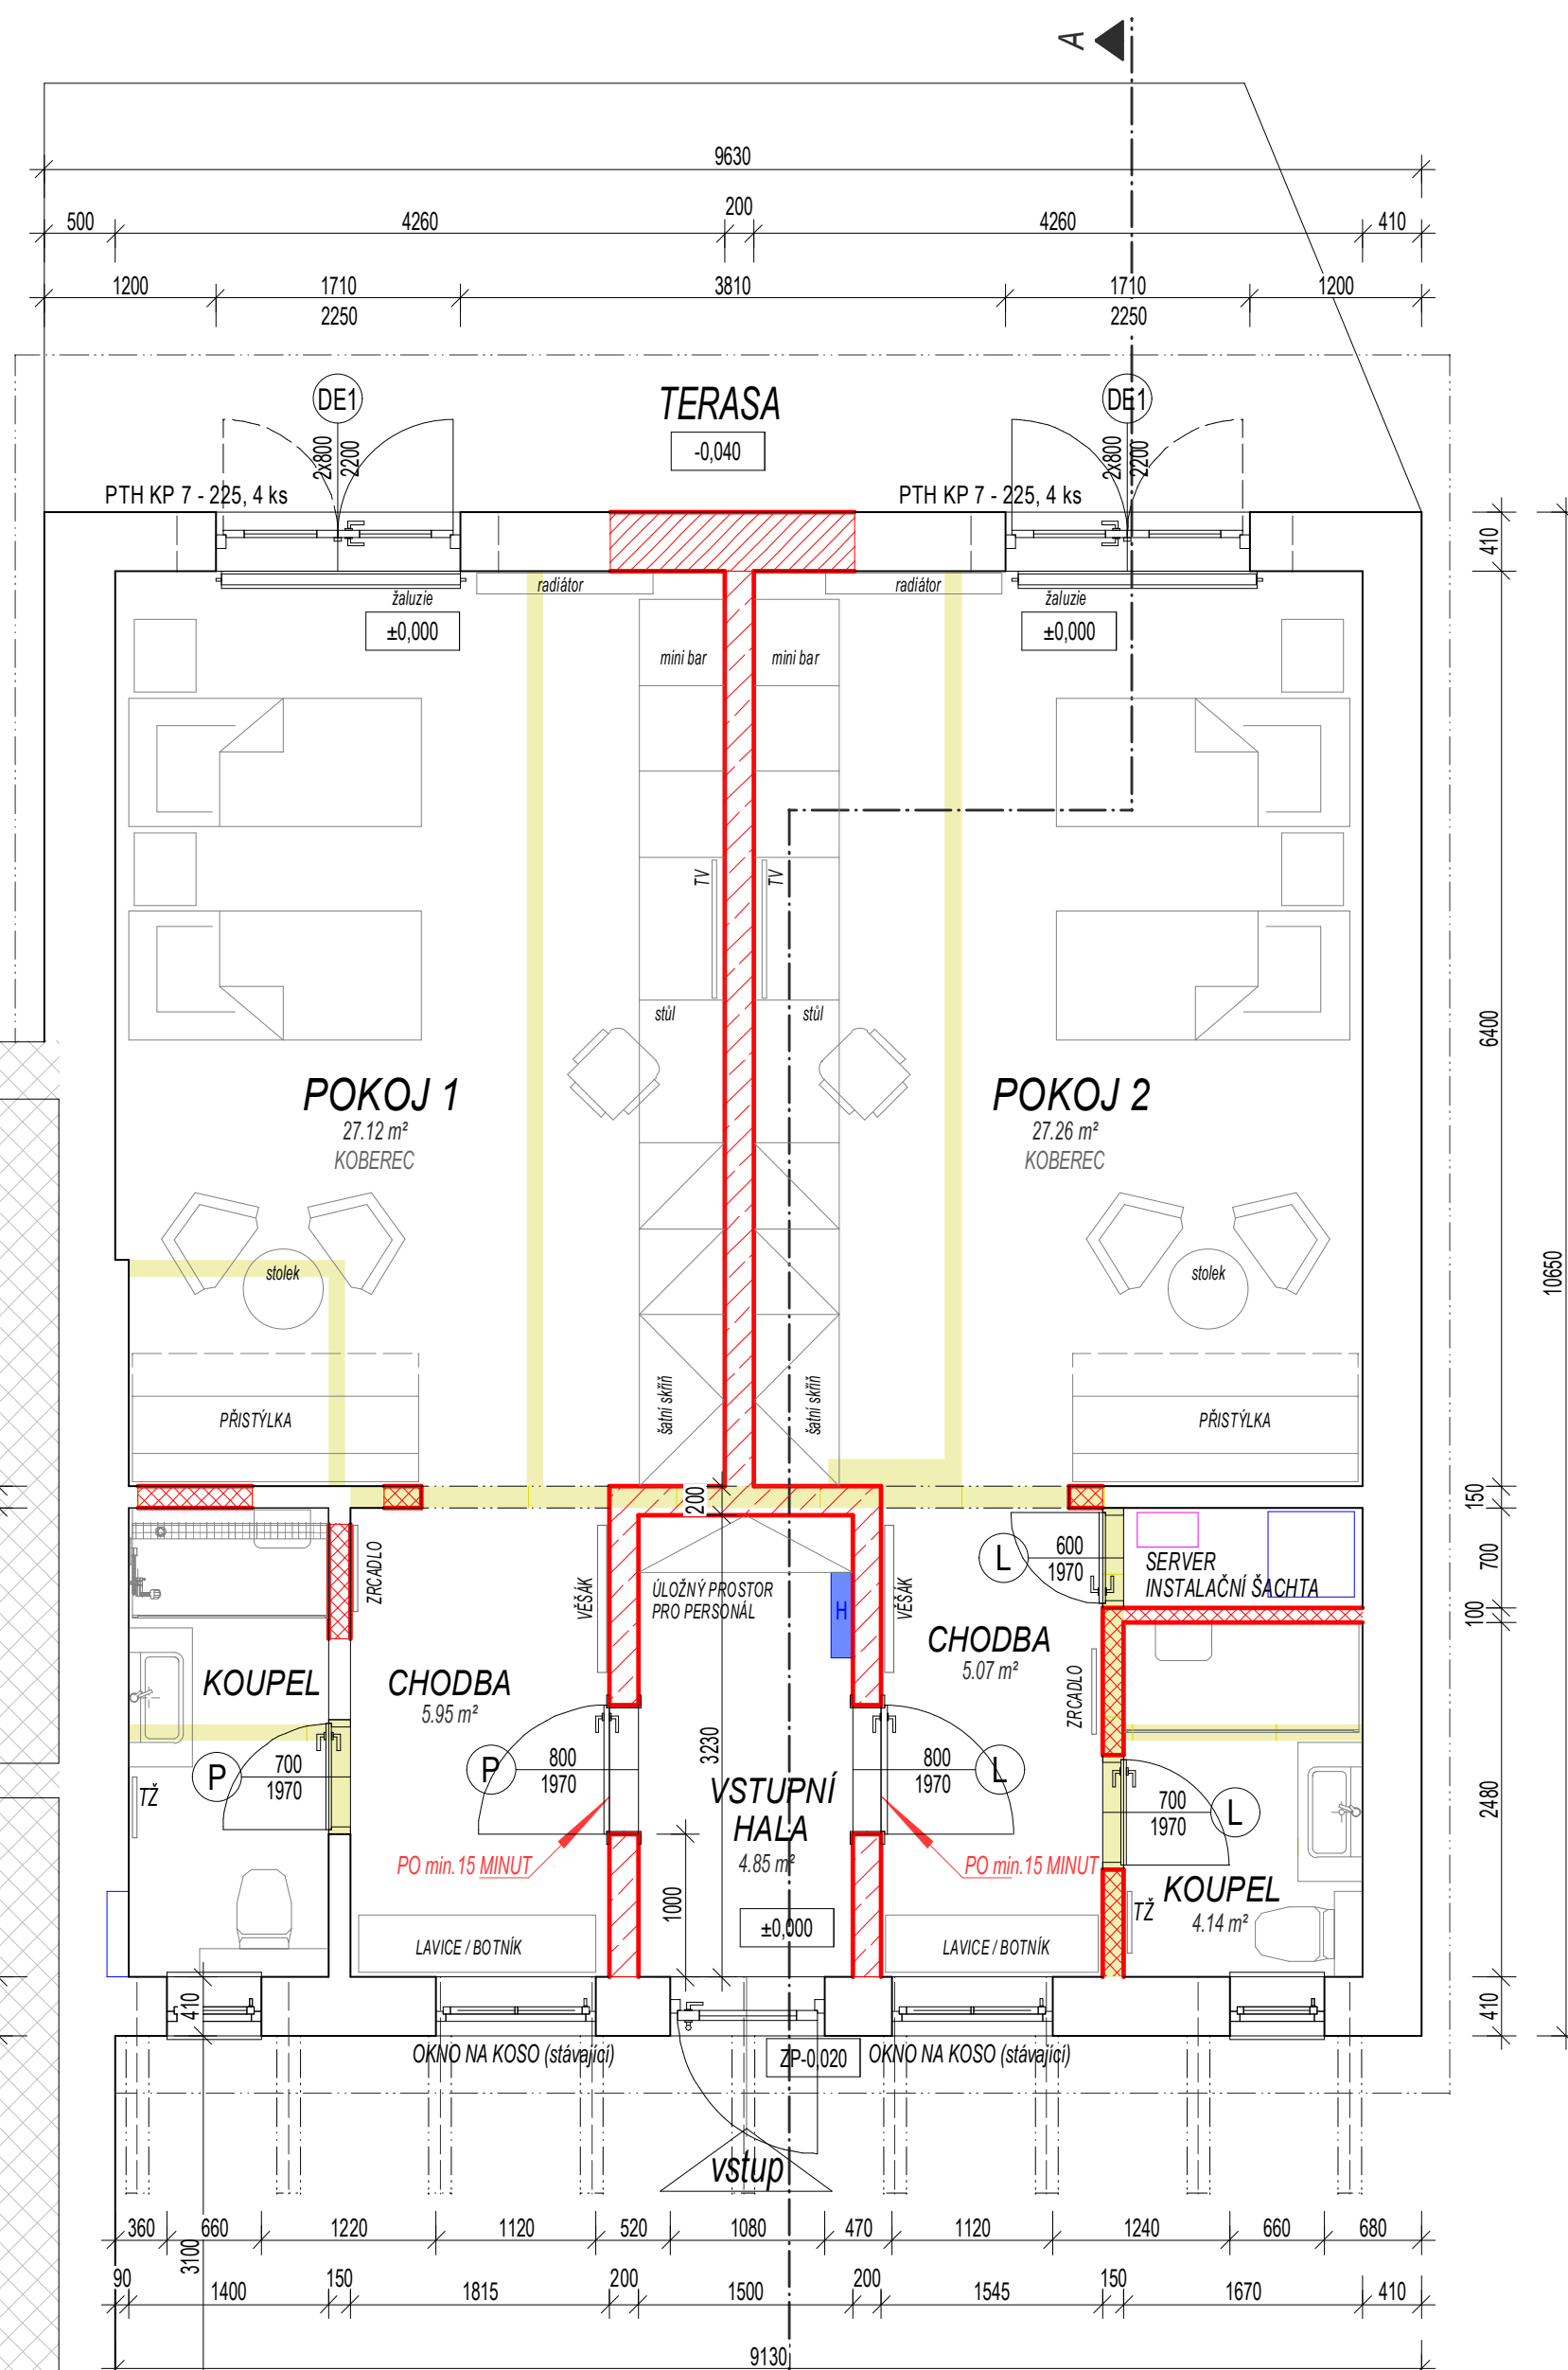 A
9630
500
4260
200
4260
410
1200
1710
3810
1710
1200
2250
2250
DE1
TERASA
DE1
-0,040
2x800
2200
2x800
2200
PTH KP 7 - 225, 4 ks
PTH KP 7 - 225, 4 ks
410
radiátor
radiátor
žaluzie
žaluzie
±0,000
±0,000
mini bar
mini bar
TV
TV
stůl
stůl
6400
POKOJ 1
27.12 m²
KOBEREC
POKOJ 2
27.26 m²
KOBEREC
10650
stolek
stolek
šatní skříň
šatní skříň
PŘISTÝLKA
PŘISTÝLKA
200
150
ZRCADLO
VĚŠÁK
ÚLOŽNÝ PROSTOR
PRO PERSONÁL
H
VĚŠÁK
L
600
1970
SERVER
INSTALAČNÍ ŠACHTA
700
100
KOUPEL
CHODBA
5.95 m²
CHODBA
5.07 m²
ZRCADLO
3230
P
700
1970
P
800
1970
800
1970
L
700
1970
L
TŽ
VSTUPNÍ
HALA
4.85 m²
2480
PO min.15 MINUT
PO min.15 MINUT
1000
KOUPEL
4.14 m²
TŽ
±0,000
LAVICE / BOTNÍK
LAVICE / BOTNÍK
410
410
OKNO NA KOSO (stávající)
ZP-0,020
OKNO NA KOSO (stávající)
vstup
360
660
1220
1120
520
1080
470
1120
1240
660
680
3100
90
1400
150
1815
200
1500
200
1545
150
1670
410
9130